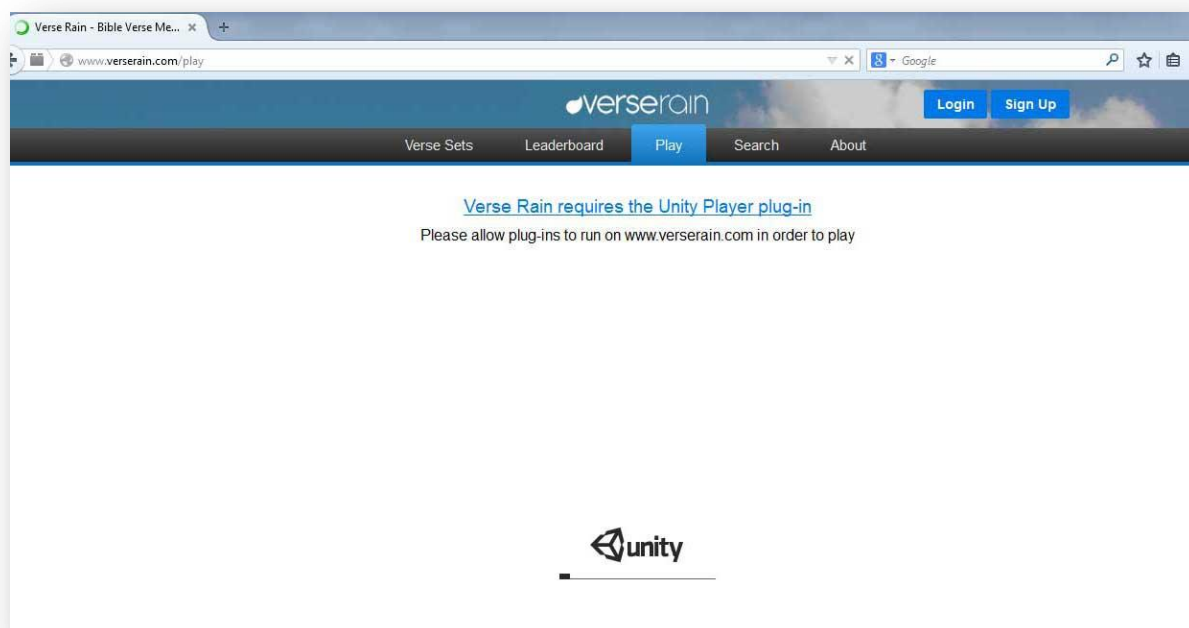 Verse Rain - Bible Verse Me...
www.verserain.com/play
Google
verserain
Login Sign Up
Verse Sets Leaderboard Play Search About
Verse Rain requires the Unity Player plug-in
Please allow plug-ins to run on www.verserain.com in order to play
unity